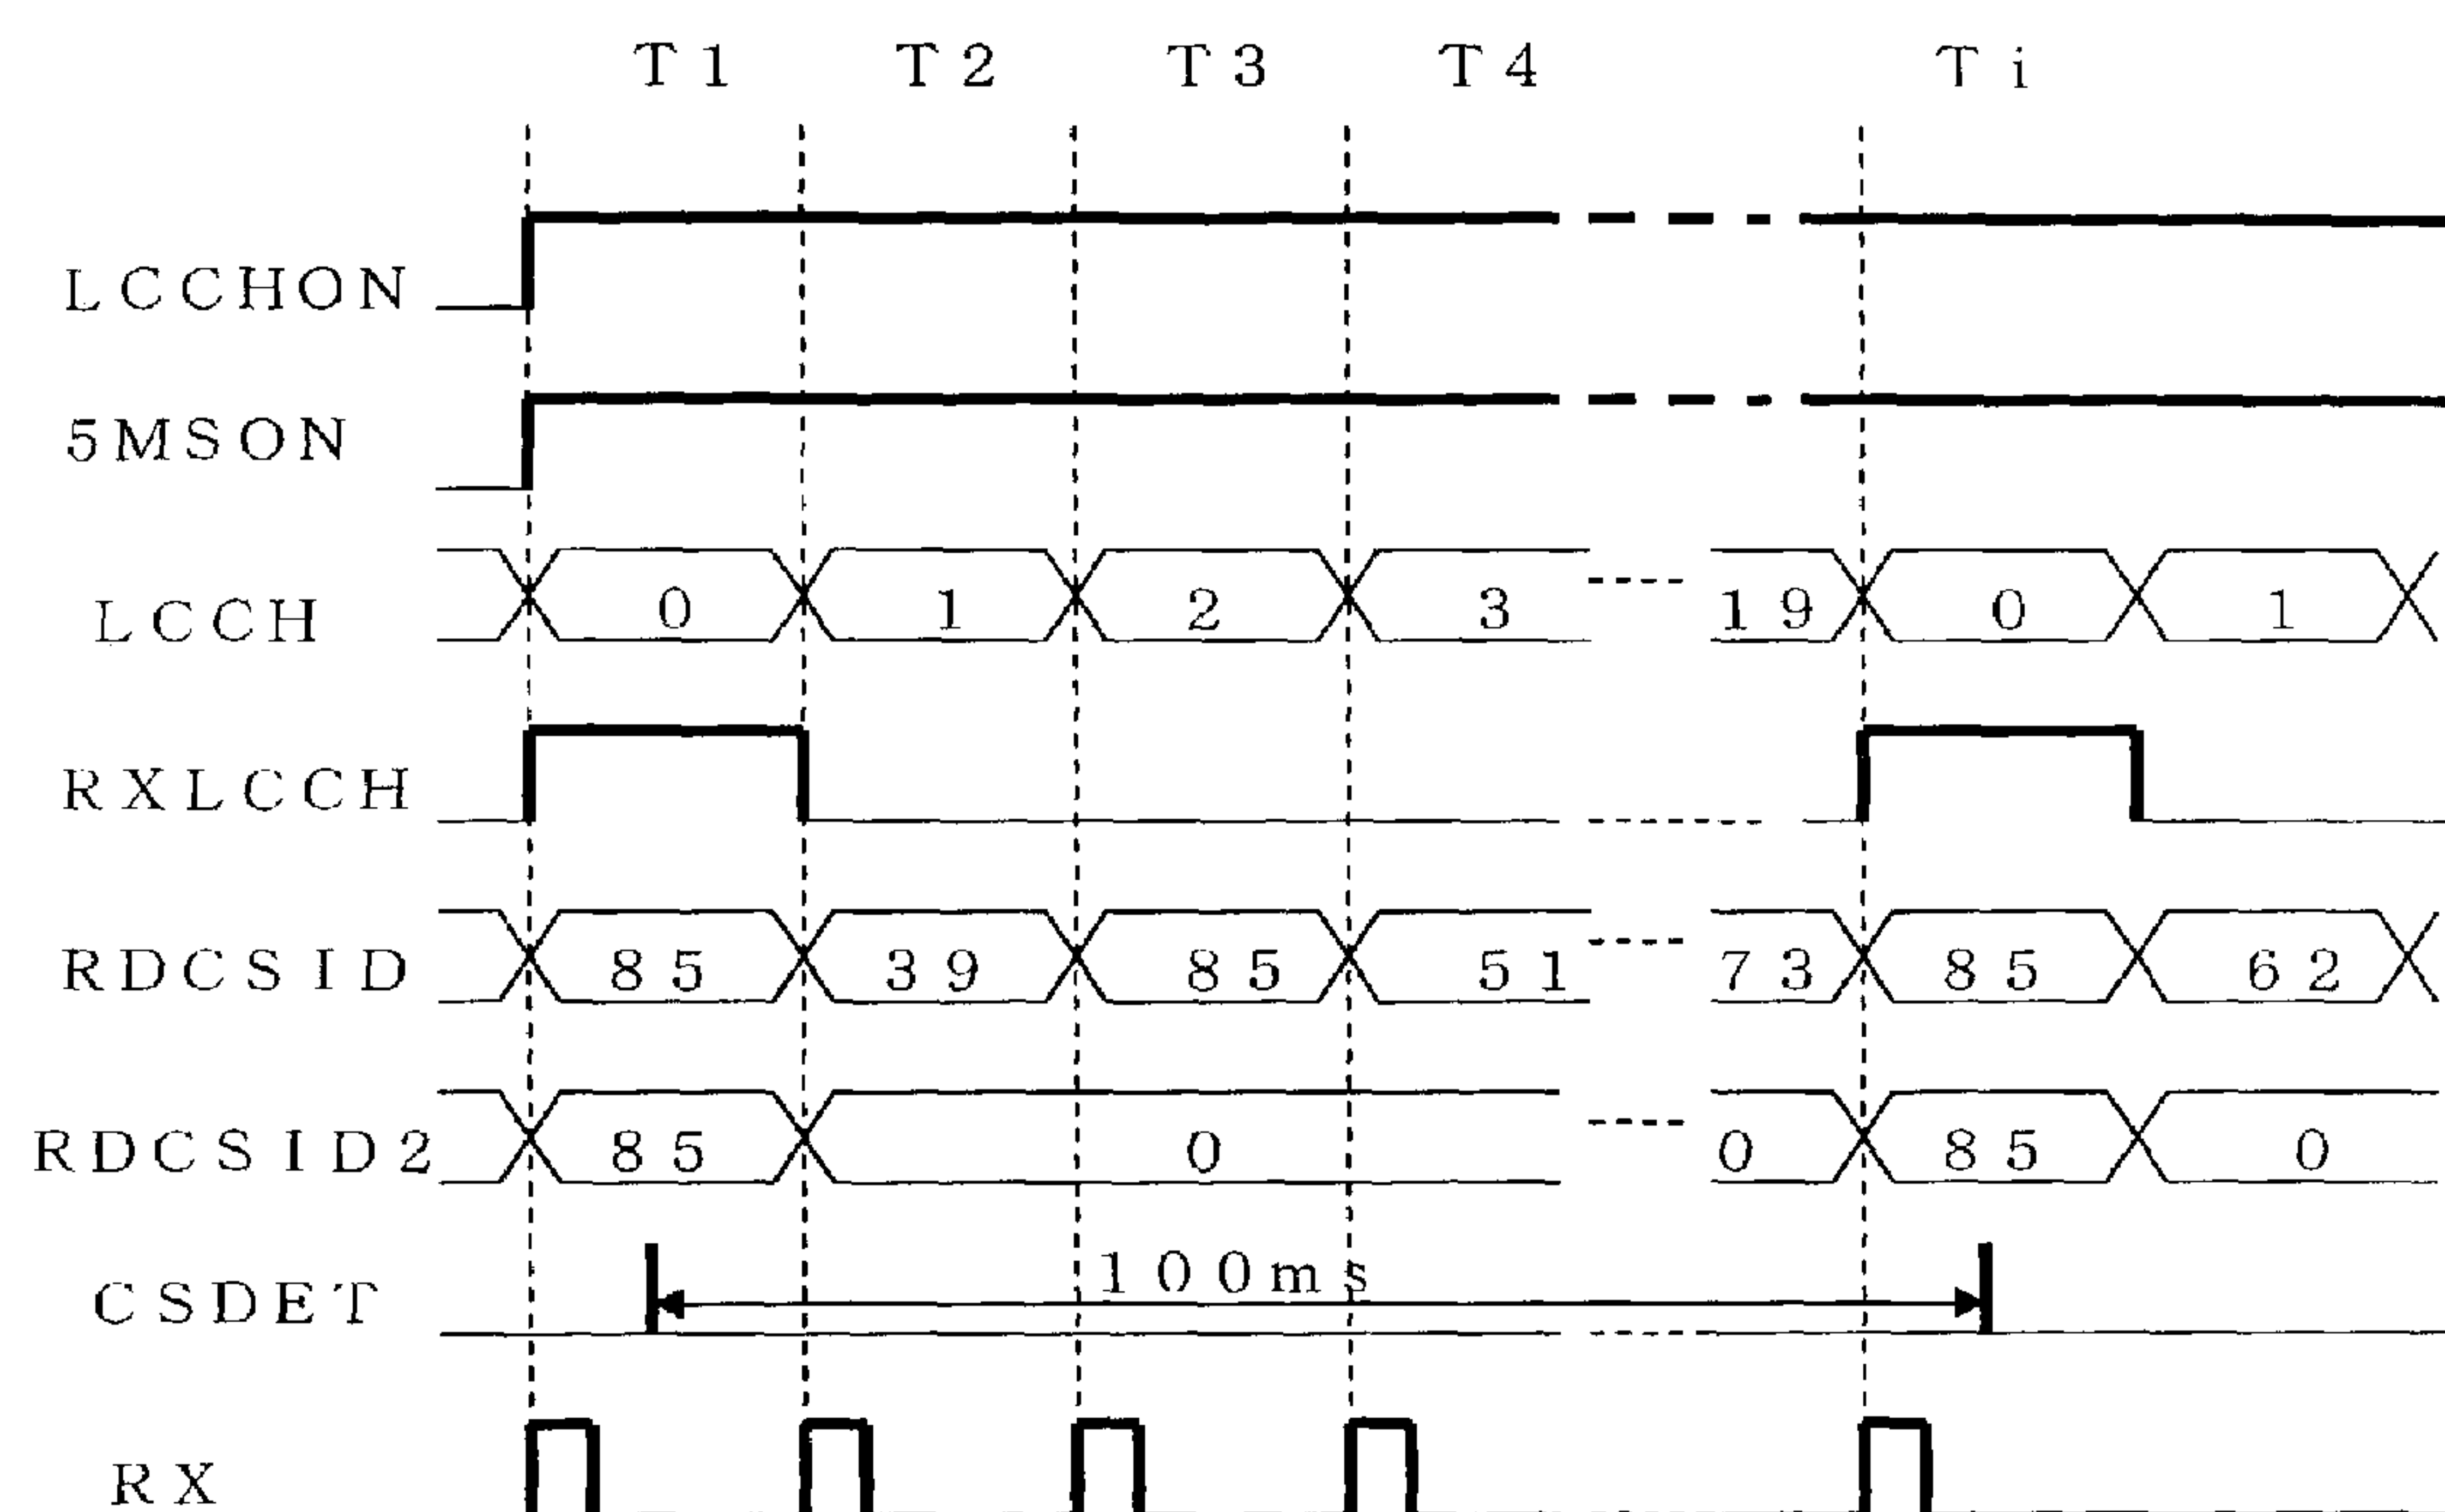 T1 T2 T3 T4 Ti
LCCHON
5MSON
LCCH 0 1 2 3 19 0 1
RXLCCH
RDCSID 85 39 85 51 73 85 62
RDCSID2 85 0 0 85 0
CSDET 100ms
RX